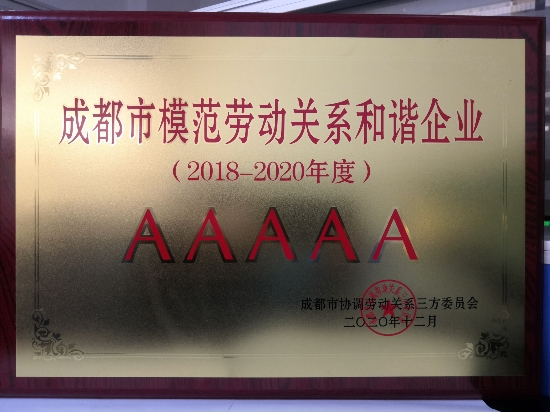 成都市模范劳动关系和谐企业
（2018-2020年度）
AAAAA
成都市协调劳动关系三方委员会
二〇二〇年十二月